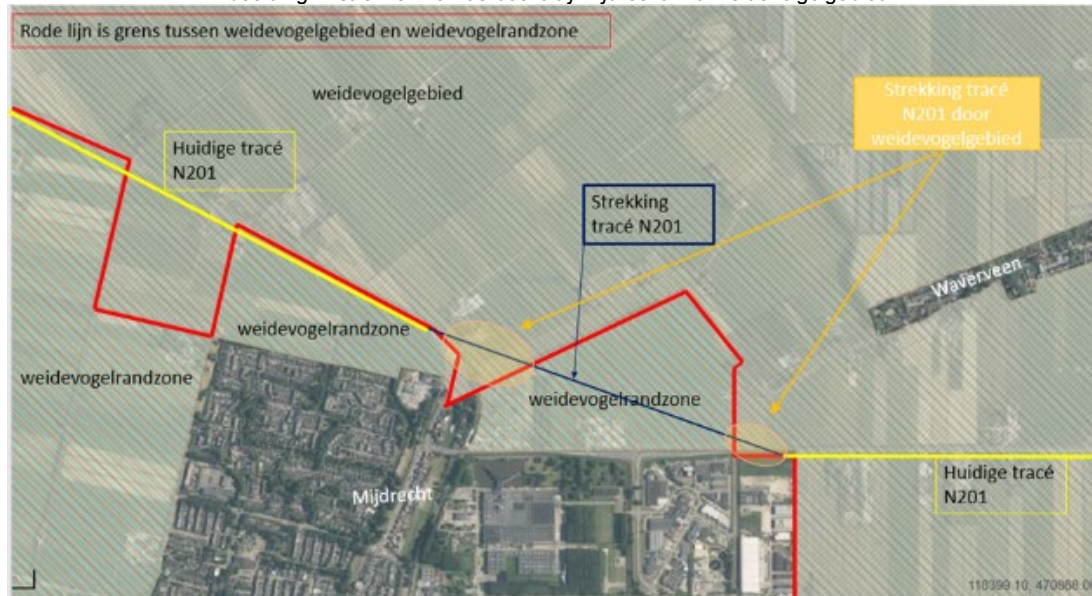 Rode lijn is grens tussen weidevogelgebied en weidevogelrandzone
weidevogelgebied
Strekking tracé
N201 door
weidevogelgebied
Huidige tracé
N201
Strekking
tracé N201
Waverveen
weidevogelrandzone
weidevogelrandzone
weidevogelrandzone
Huidige tracé
N201
Mijdrecht